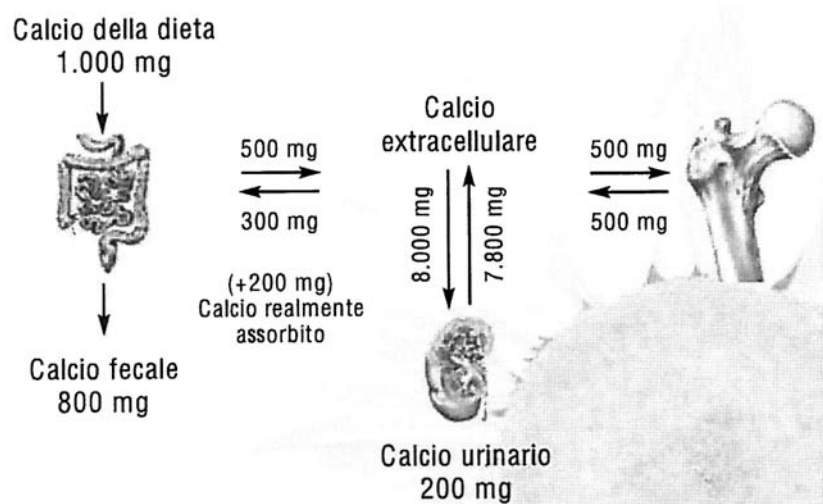 Calcio della dieta
1.000 mg
500 mg
300 mg
(+200 mg)
Calcio realmente
assorbito
Calcio fecale
800 mg
Calcio
extracellulare
8.000 mg
7.800 mg
500 mg
500 mg
Calcio urinario
200 mg